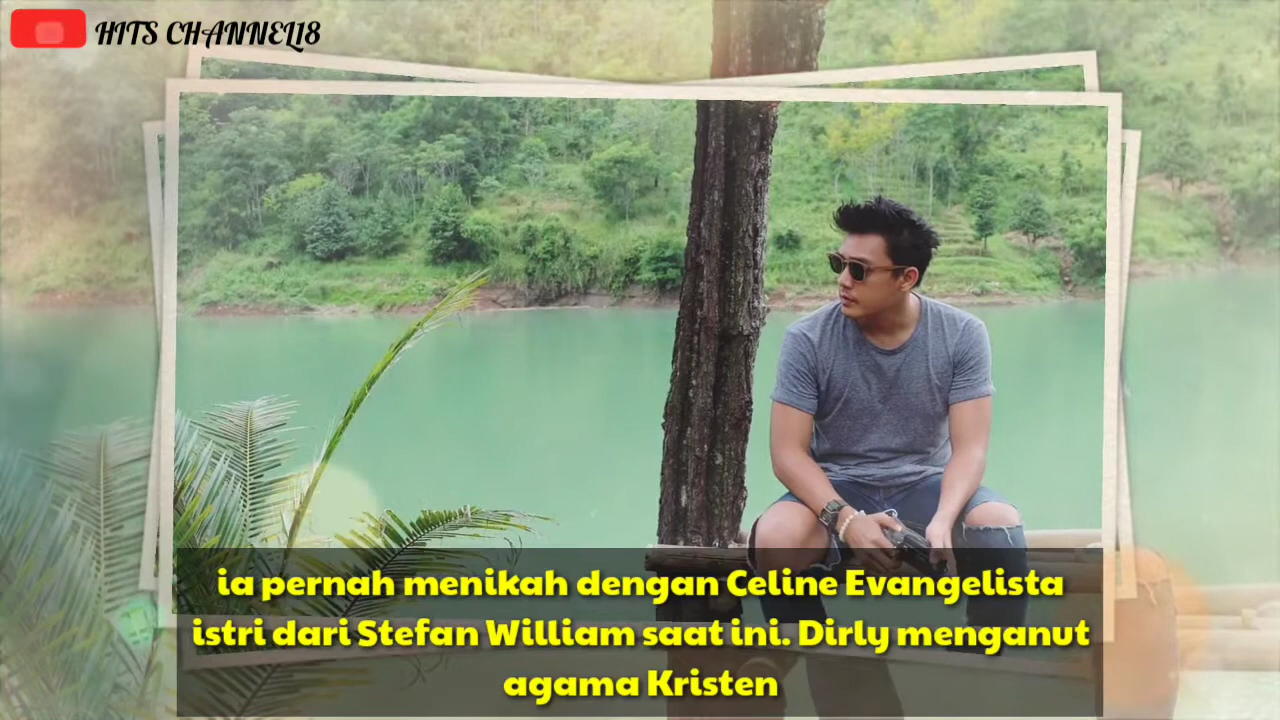 HITS CHANNEL18
ia pernah menikah dengan Celine Evangelista
istri dari Stefan William saat ini. Dirly menganut
agama Kristen